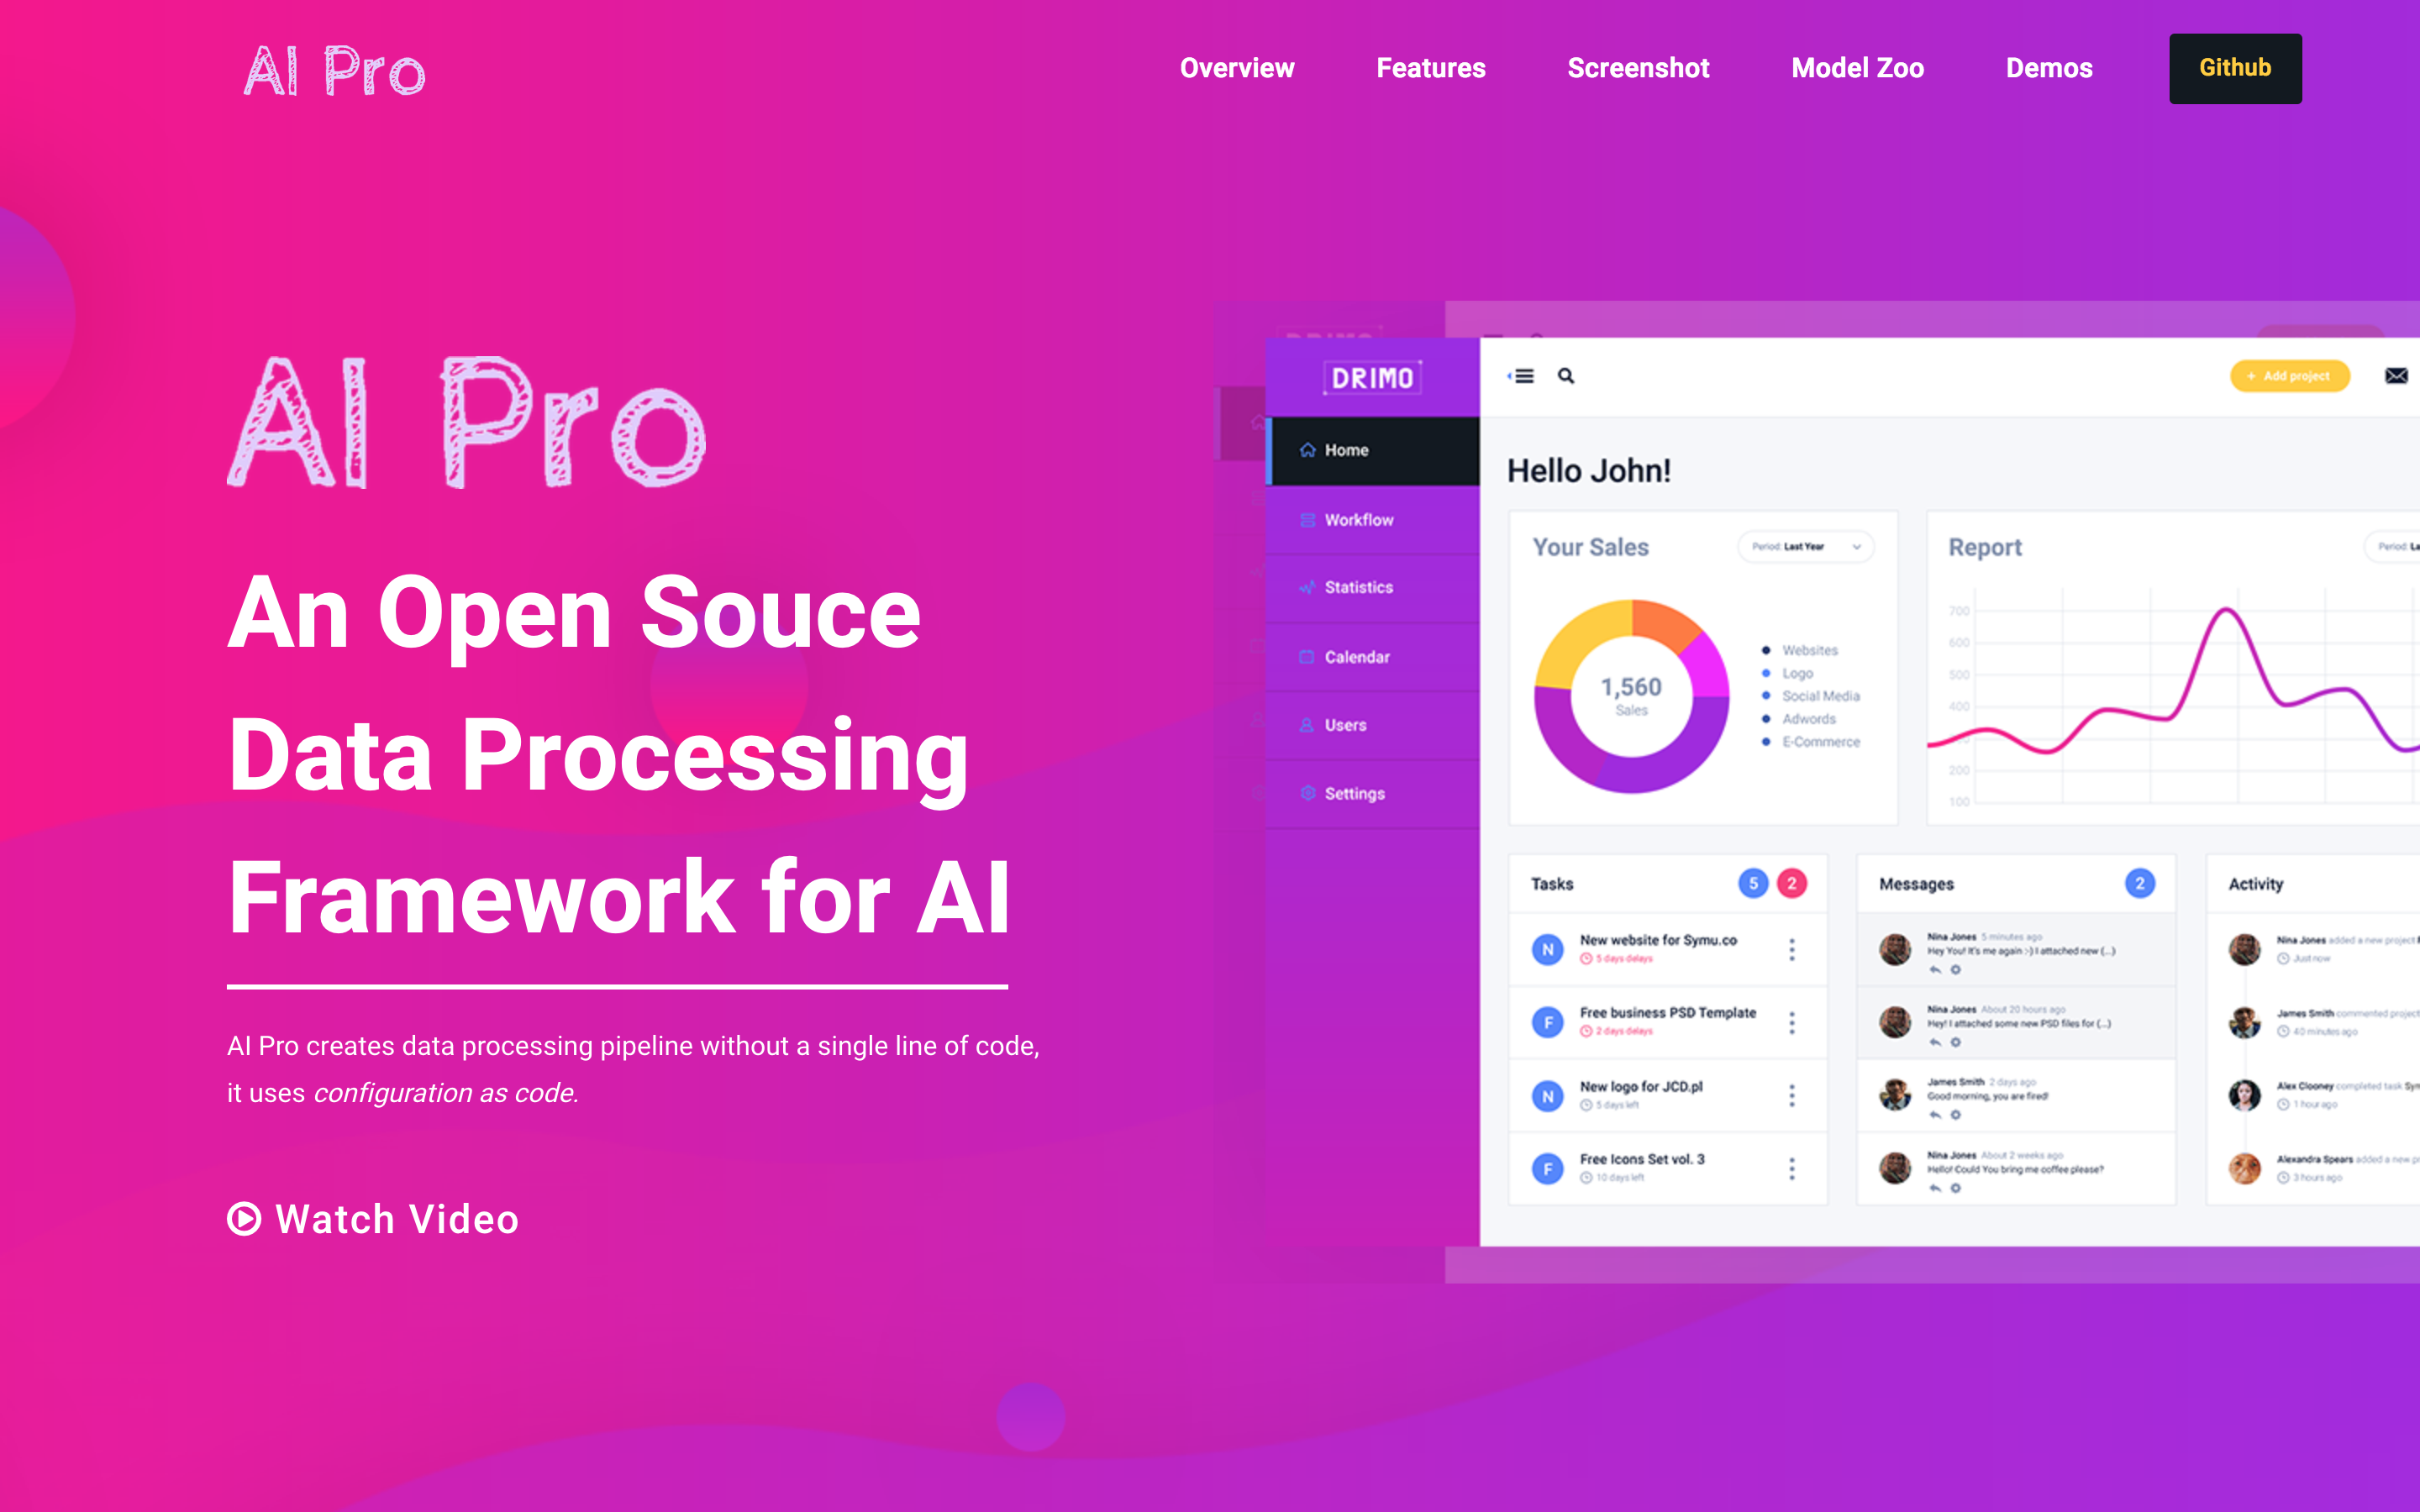 AI Pro
Overview Features Screenshot Model Zoo Demos Github
AI Pro
An Open Souce
Data Processing
Framework for AI
AI Pro creates data processing pipeline without a single line of code,
it uses configuration as code.
Watch Video
DRIMO
Home
Workflow
Statistics
Calendar
Users
Settings
+ Add project
Hello John!
Your Sales
Period: Last Year
1,560
Sales
Websites
Logo
Social Media
Adwords
E-Commerce
Report
Period:
700
600
500
400
200
100
Tasks 5 2
N New website for Symu.co
5 days delays
F Free business PSD Template
2 days delays
N New logo for JCD.pl
5 days left
F Free Icons Set vol. 3
10 days left
Messages 2
Nina Jones 5 minutes ago
Hey You! It's me again :-) I attached new (...)
Nina Jones About 20 hours ago
Hey! I attached some new PSD files for (...)
James Smith 2 days ago
Good morning, you are fired!
Nina Jones About 2 weeks ago
Hello! Could You bring me coffee please?
Activity
Nina Jones added a new project
Just now
James Smith commented project
40 minutes ago
Alex Clooney completed task
1 hour ago
Alexandra Spears added a new
3 hours ago